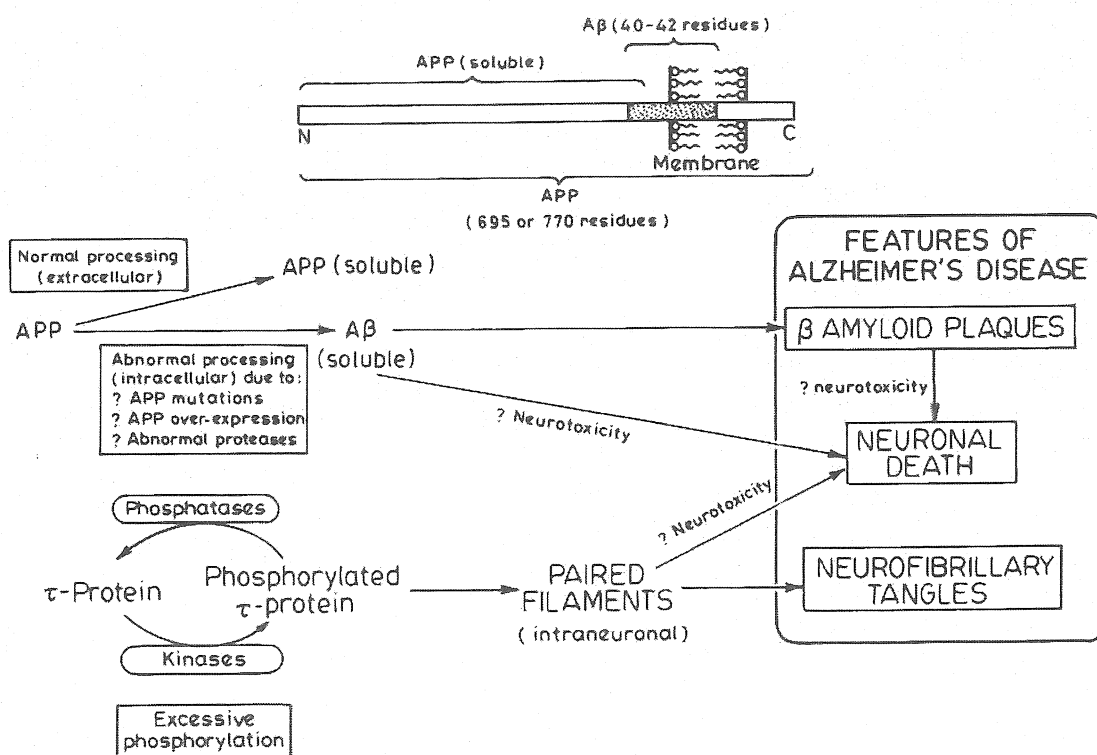 Aβ (40-42 residues)
APP (soluble)
N
C
Membrane
APP
(695 or 770 residues)
Normal processing
(extracellular)
APP (soluble)
APP
Aβ
(soluble)
Abnormal processing
(intracellular) due to:
? APP mutations
? APP over-expression
? Abnormal proteases
? Neurotoxicity
FEATURES OF
ALZHEIMER'S DISEASE
β AMYLOID PLAQUES
? neurotoxicity
NEURONAL
DEATH
? Neurotoxicity
Phosphatases
τ-Protein
Phosphorylated
τ-protein
Kinases
Excessive
phosphorylation
PAIRED
FILAMENTS
(intraneuronal)
NEUROFIBRILLARY
TANGLES